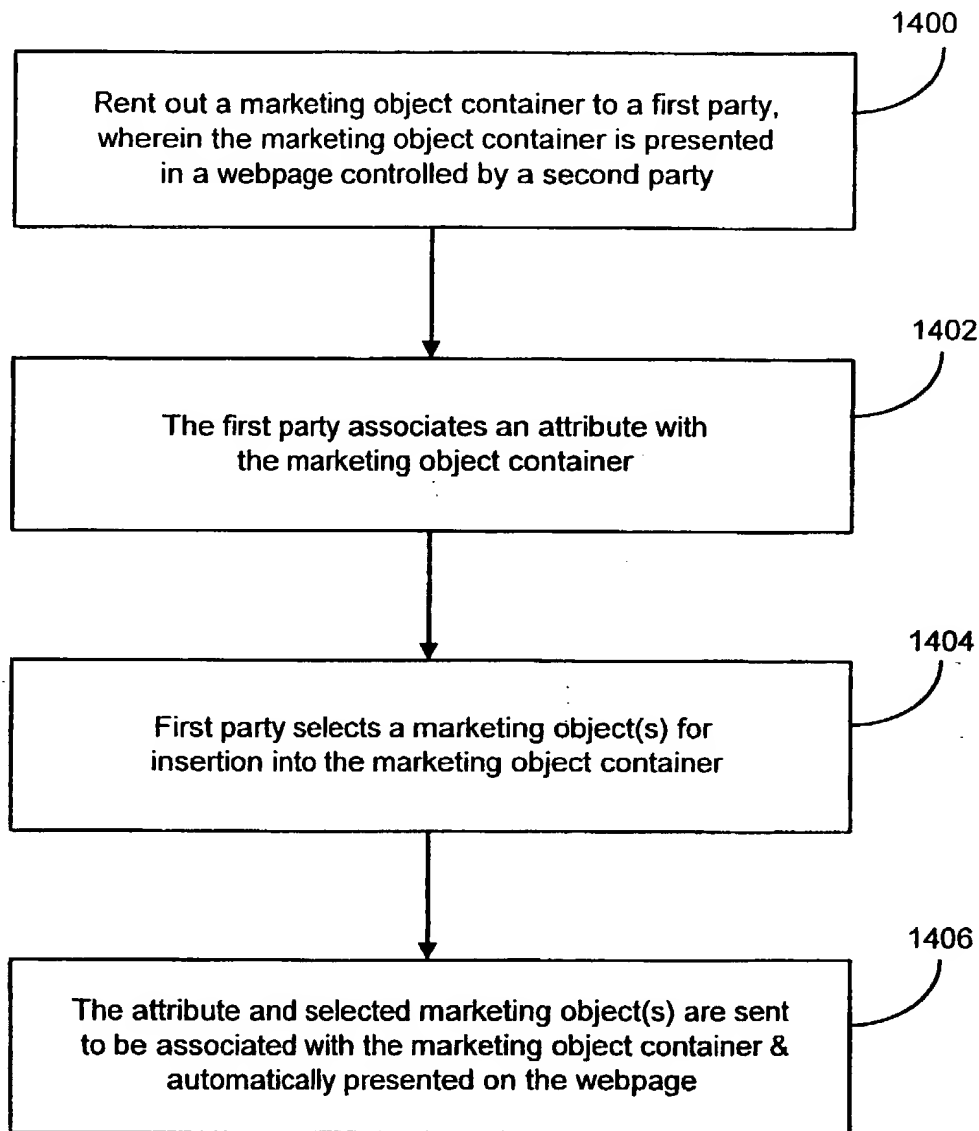 1400
Rent out a marketing object container to a first party,
wherein the marketing object container is presented
in a webpage controlled by a second party
1402
The first party associates an attribute with
the marketing object container
1404
First party selects a marketing object(s) for
insertion into the marketing object container
1406
The attribute and selected marketing object(s) are sent
to be associated with the marketing object container &
automatically presented on the webpage